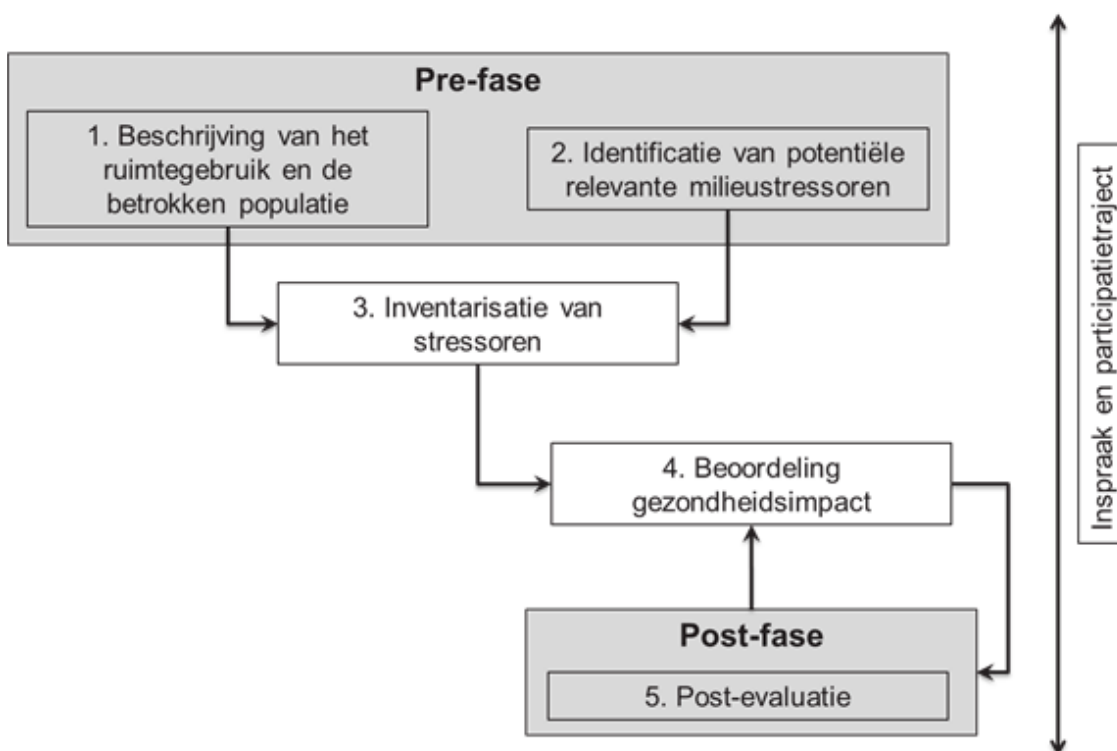 Pre-fase
1. Beschrijving van het
ruimtegebruik en de
betrokken populatie
2. Identificatie van potentiële
relevante milieustressoren
3. Inventarisatie van
stressoren
4. Beoordeling
gezondheidsimpact
Post-fase
5. Post-evaluatie
Inspraak en participatietraject